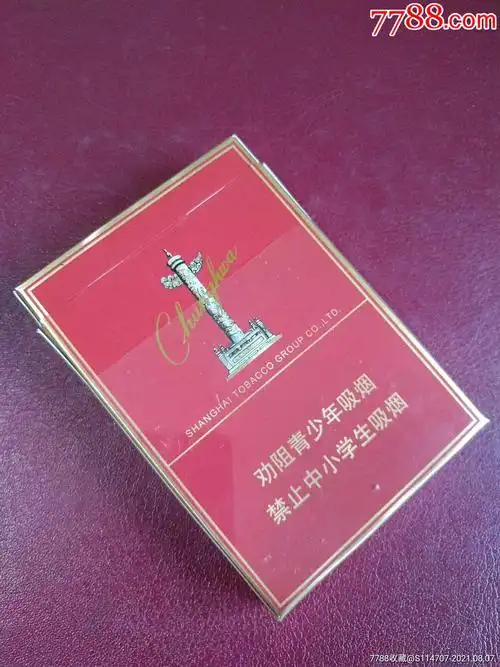 7788.com
Chunghwa
SHANGHAI TOBACCO GROUP CO.,LTD.
劝阻青少年吸烟
禁止中小学生吸烟
7788收藏@S114707-2021.08.07